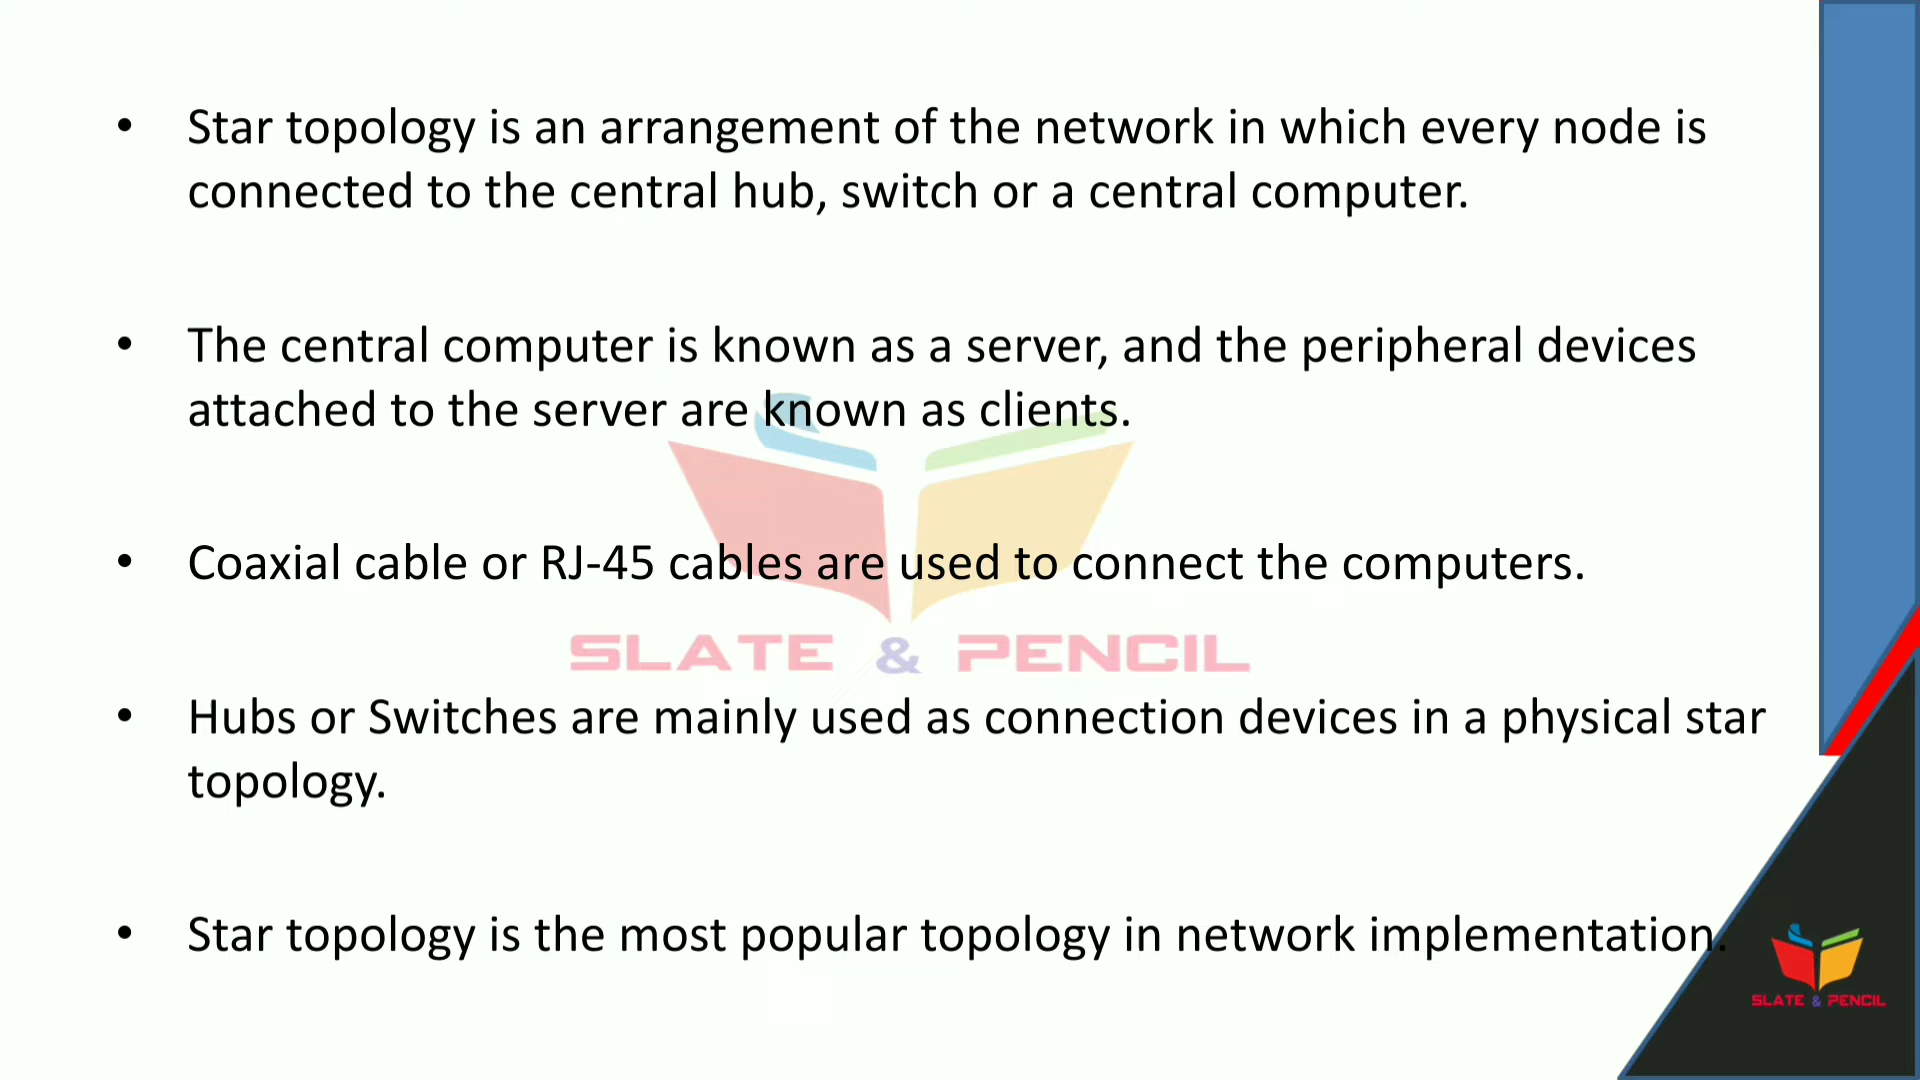 • Star topology is an arrangement of the network in which every node is
connected to the central hub, switch or a central computer.
• The central computer is known as a server, and the peripheral devices
attached to the server are known as clients.
• Coaxial cable or RJ-45 cables are used to connect the computers.
SLATE & PENCIL
• Hubs or Switches are mainly used as connection devices in a physical star
topology.
• Star topology is the most popular topology in network implementation.
SLATE & PENCIL